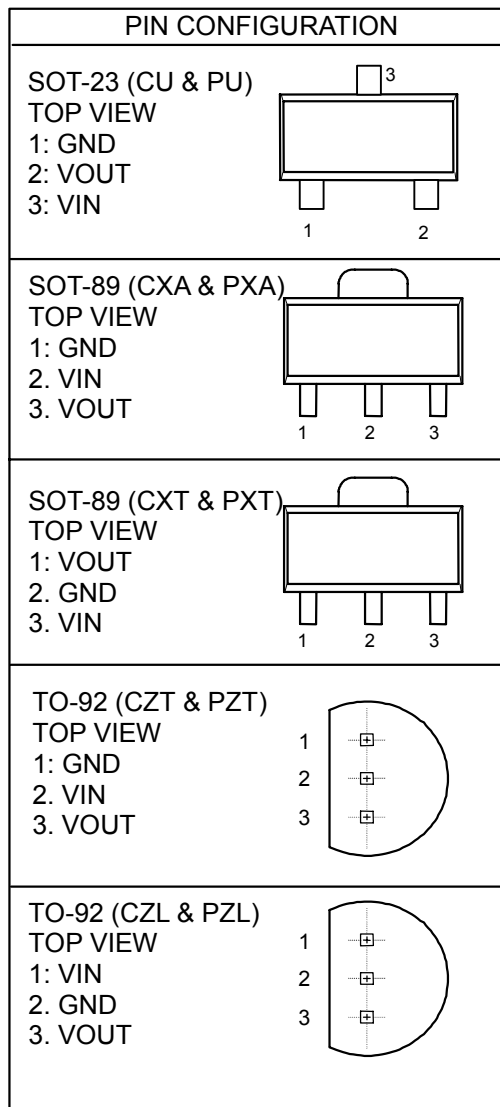 PIN CONFIGURATION
SOT-23 (CU & PU)
TOP VIEW
1: GND
2: VOUT
3: VIN
3
1 2
SOT-89 (CXA & PXA)
TOP VIEW
1: GND
2. VIN
3. VOUT
1 2 3
SOT-89 (CXT & PXT)
TOP VIEW
1: VOUT
2. GND
3. VIN
1 2 3
TO-92 (CZT & PZT)
TOP VIEW
1: GND
2. VIN
3. VOUT
1
2
3
TO-92 (CZL & PZL)
TOP VIEW
1: VIN
2. GND
3. VOUT
1
2
3